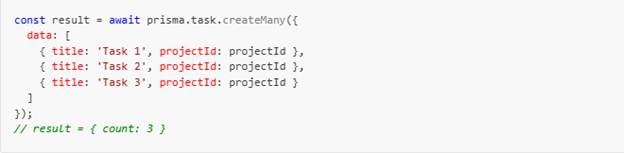 const result = await prisma.task.createMany({
  data: [
    { title: 'Task 1', projectId: projectId },
    { title: 'Task 2', projectId: projectId },
    { title: 'Task 3', projectId: projectId }
  ]
});
// result = { count: 3 }